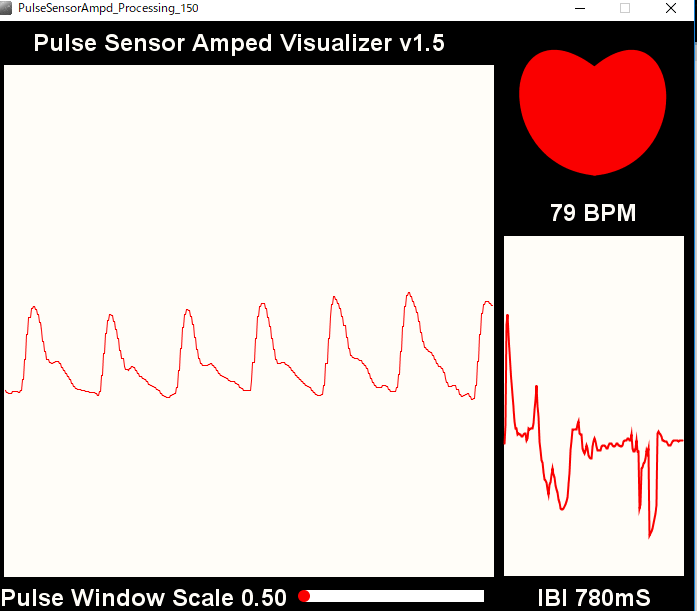 PulseSensorAmpd_Processing_150
Pulse Sensor Amped Visualizer v1.5
79 BPM
Pulse Window Scale 0.50
IBI 780mS